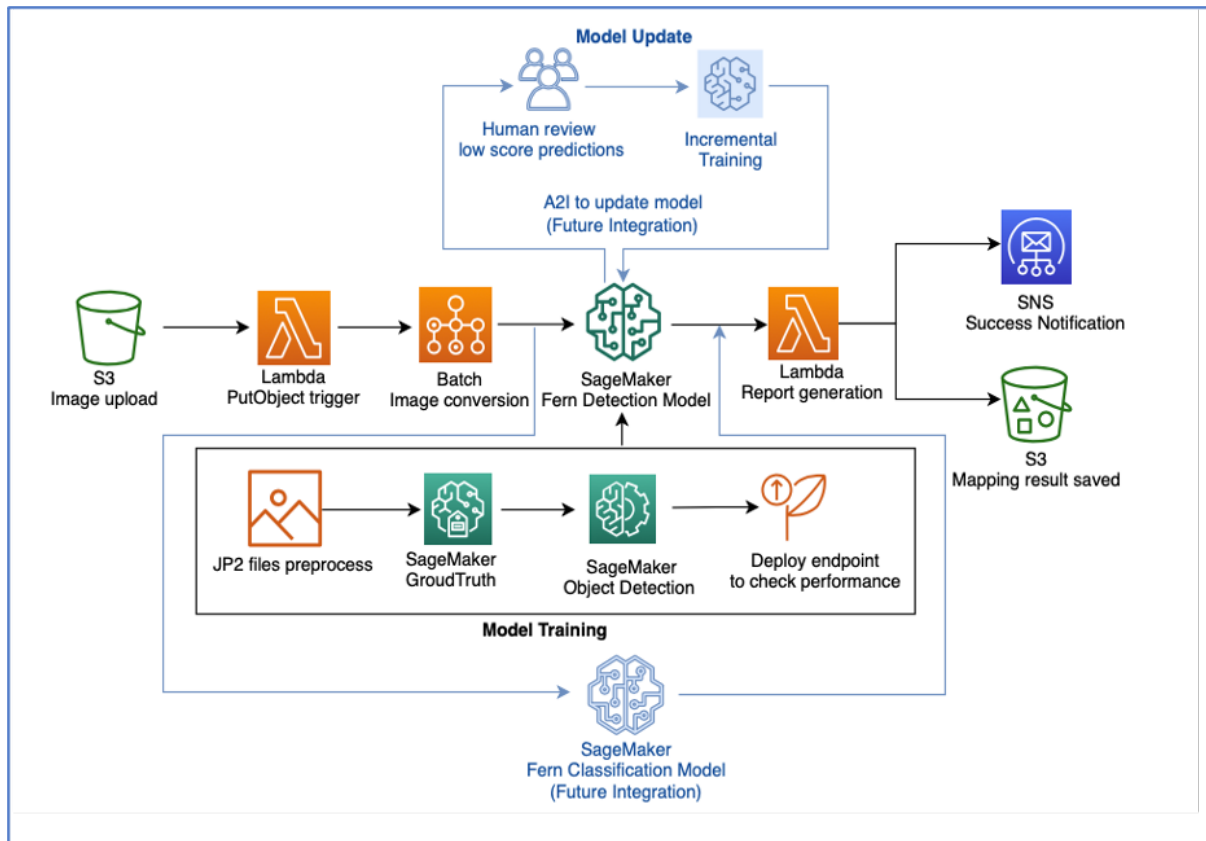 Model Update
Human review
low score predictions
Incremental
Training
A2I to update model
(Future Integration)
S3
Image upload
Lambda
PutObject trigger
Batch
Image conversion
SageMaker
Fern Detection Model
Lambda
Report generation
SNS
Success Notification
S3
Mapping result saved
JP2 files preprocess
SageMaker
GroudTruth
SageMaker
Object Detection
Deploy endpoint
to check performance
Model Training
SageMaker
Fern Classification Model
(Future Integration)